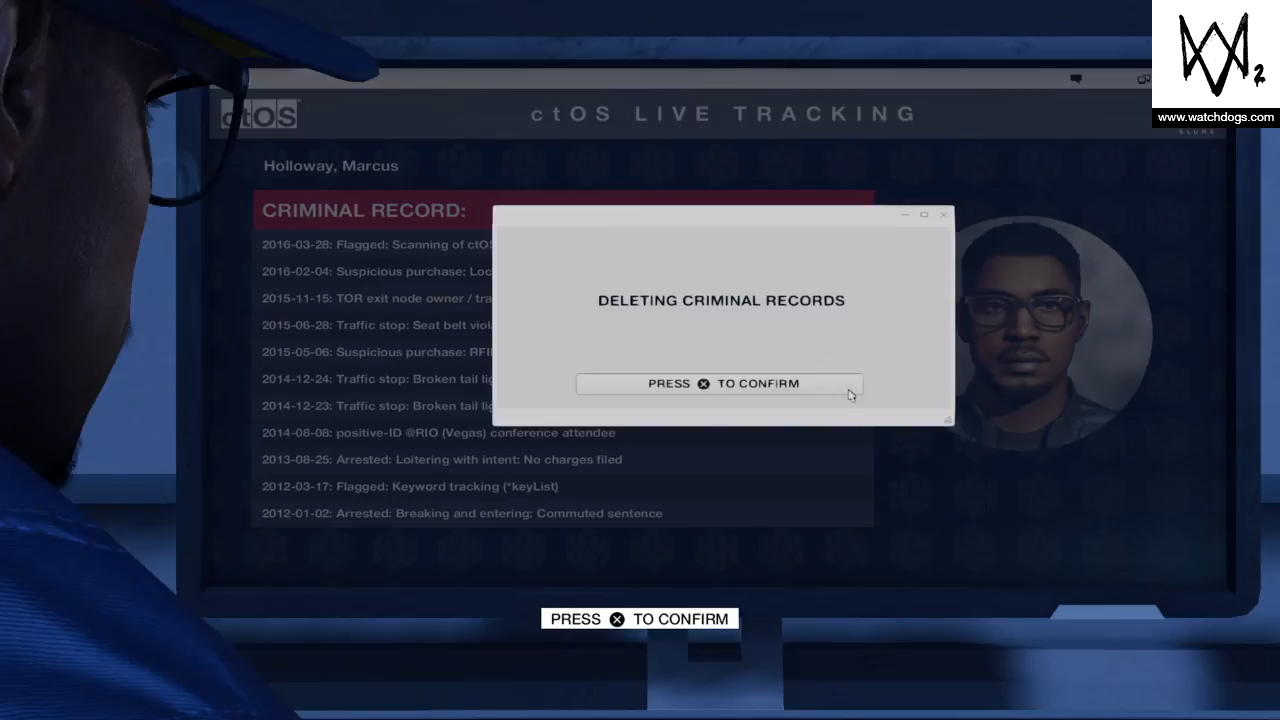 2
www.watchdogs.com
ctOS
ctOS LIVE TRACKING
Holloway, Marcus
CRIMINAL RECORD:
2016-03-28: Flagged: Scanning of ctOS
2016-02-04: Suspicious purchase: Loc
2015-11-15: TOR exit node owner / tra
DELETING CRIMINAL RECORDS
2015-06-28: Traffic stop: Seat belt viol
2015-05-06: Suspicious purchase: RFI
2014-12-24: Traffic stop: Broken tail lig
PRESS X TO CONFIRM
2014-12-23: Traffic stop: Broken tail lig
2014-08-08: positive-ID @RIO (Vegas) conference attendee
2013-08-25: Arrested: Loitering with intent: No charges filed
2012-03-17: Flagged: Keyword tracking (*keyList)
2012-01-02: Arrested: Breaking and entering: Commuted sentence
PRESS X TO CONFIRM